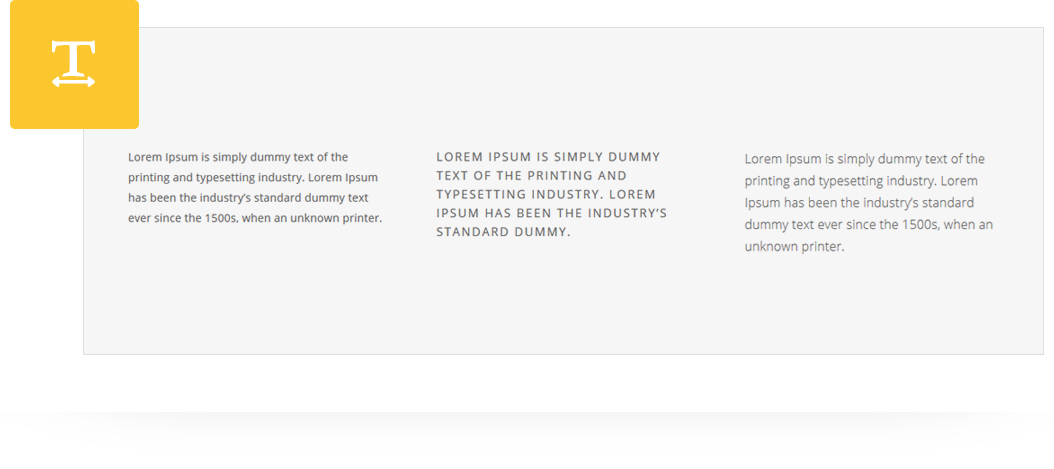 T
Lorem Ipsum is simply dummy text of the
printing and typesetting industry. Lorem Ipsum
has been the industry’s standard dummy text
ever since the 1500s, when an unknown printer.
LOREM IPSUM IS SIMPLY DUMMY
TEXT OF THE PRINTING AND
TYPESETTING INDUSTRY. LOREM
IPSUM HAS BEEN THE INDUSTRY’S
STANDARD DUMMY.
Lorem Ipsum is simply dummy text of the
printing and typesetting industry. Lorem
Ipsum has been the industry’s standard
dummy text ever since the 1500s, when an
unknown printer.